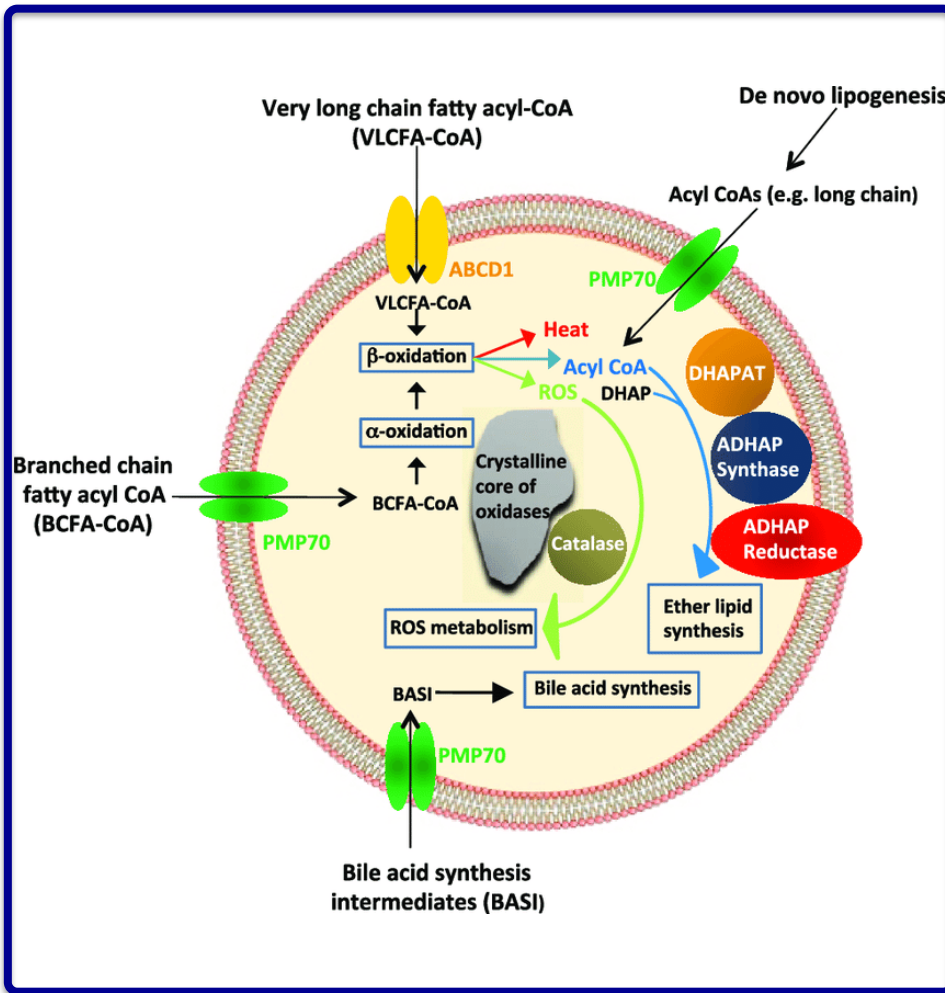 Very long chain fatty acyl-CoA
(VLCFA-CoA)
De novo lipogenesis
Acyl CoAs (e.g. long chain)
ABCD1
PMP70
VLCFA-CoA
β-oxidation
Heat
Acyl CoA
ROS
DHAP
DHAPAT
α-oxidation
ADHAP
Synthase
Branched chain
fatty acyl CoA
(BCFA-CoA)
BCFA-CoA
Crystalline
core of
oxidases
PMP70
Catalase
ADHAP
Reductase
ROS metabolism
Ether lipid
synthesis
BASI
Bile acid synthesis
PMP70
Bile acid synthesis
intermediates (BASI)